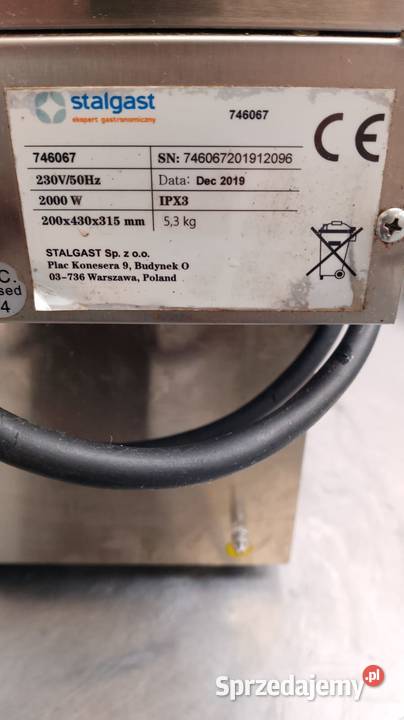 stalgast
ekspert gastronomiczny
746067
CE
746067 SN: 746067201912096
230V/50Hz Data: Dec 2019
2000 W IPX3
200x430x315 mm 5,3 kg
STALGAST Sp. z o.o.
Plac Konesera 9, Budynek O
03-736 Warszawa, Poland
C.
sed
4
Sprzedajemy.pl